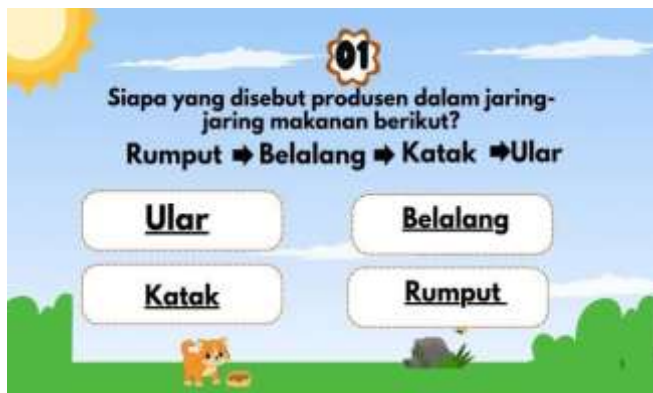 01
Siapa yang disebut produsen dalam jaring-
jaring makanan berikut?
Rumput ➡ Belalang ➡ Katak ➡Ular
Ular
Belalang
Katak
Rumput